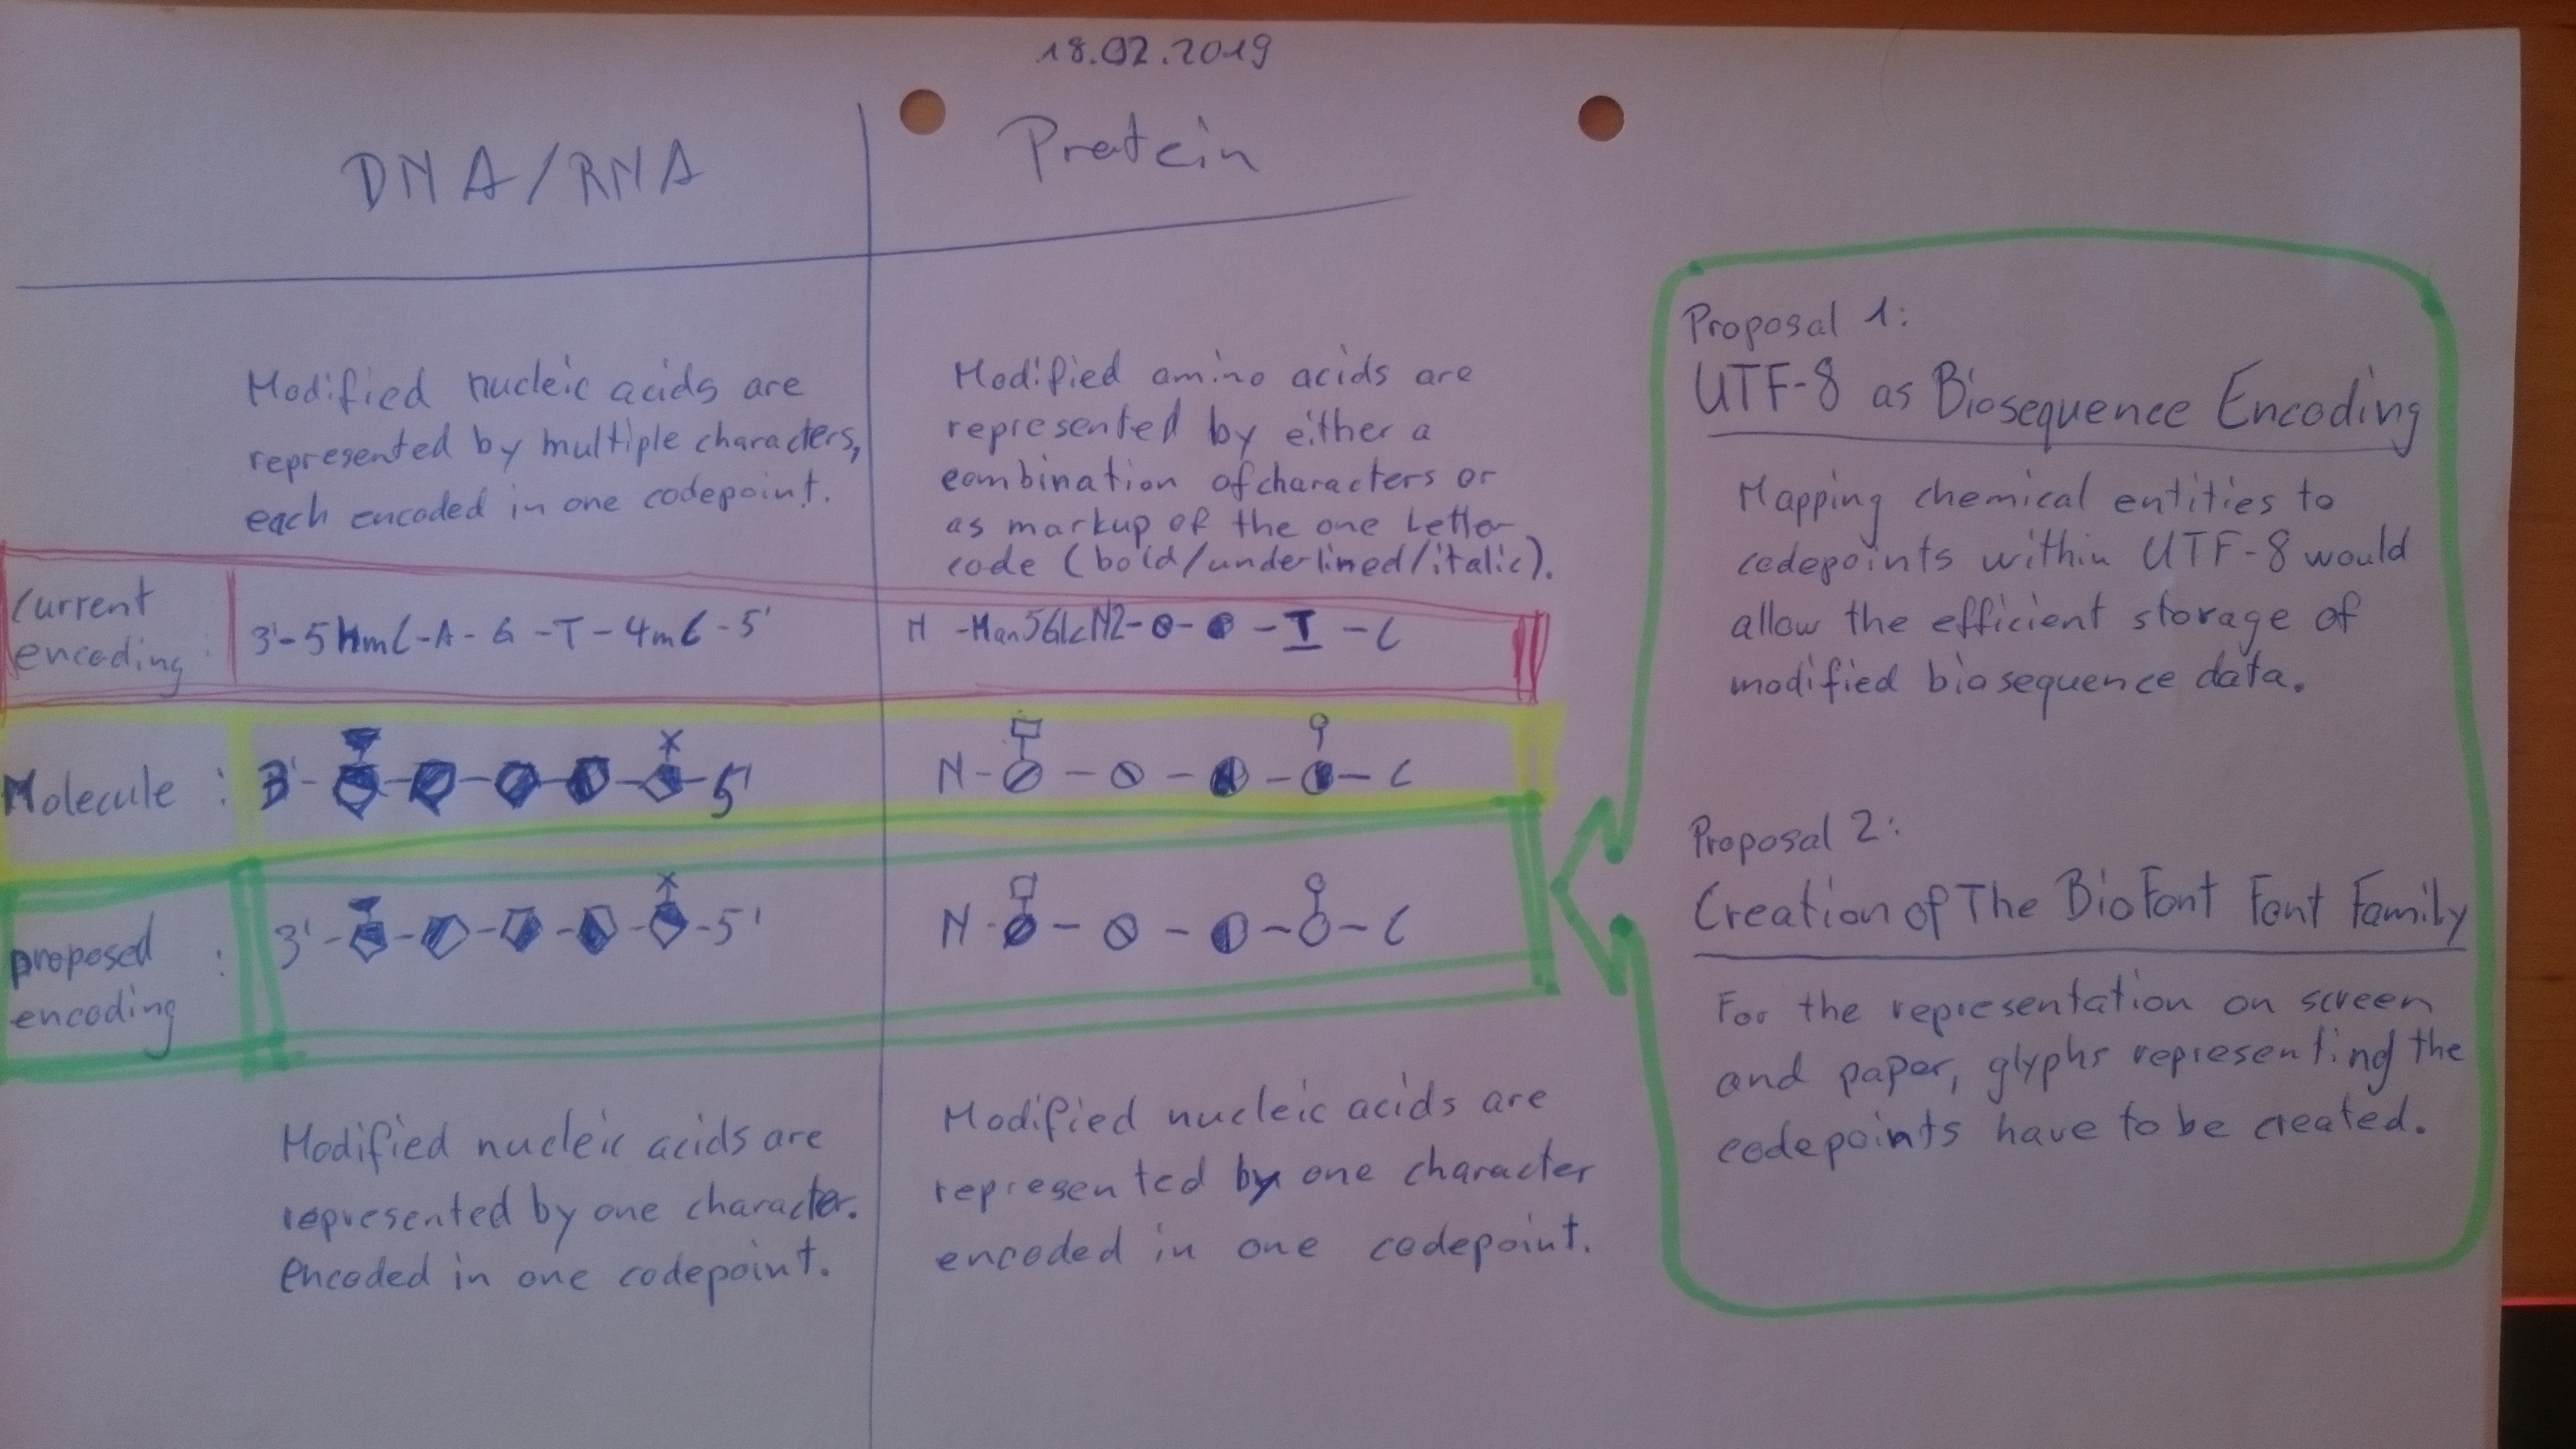 18.02.2019
DNA/RNA
Protein
Modified nucleic acids are
represented by multiple characters,
each encoded in one codepoint.
Modified amino acids are
represented by either a
combination of characters or
as markup of the one Letter
code (bold/underlined/italic).
Current
encoding:
3'-5hmC-A-G-T-4mC-5'
N -Man5GlcN2- - -I-C
Molecule :
3'- -5'
N- - - - -C
proposed :
encoding
3'- - - - - -5'
N- - - - -C
Modified nucleic acids are
represented by one character.
encoded in one codepoint.
Modified nucleic acids are
represented by one character
encoded in one codepoint.
Proposal 1:
UTF-8 as Biosequence Encoding
Mapping chemical entities to
codepoints within UTF-8 would
allow the efficient storage of
modified biosequence data.
Proposal 2:
Creation of The BioFont Font Family
For the representation on screen
and paper, glyphs representing the
codepoints have to be created.